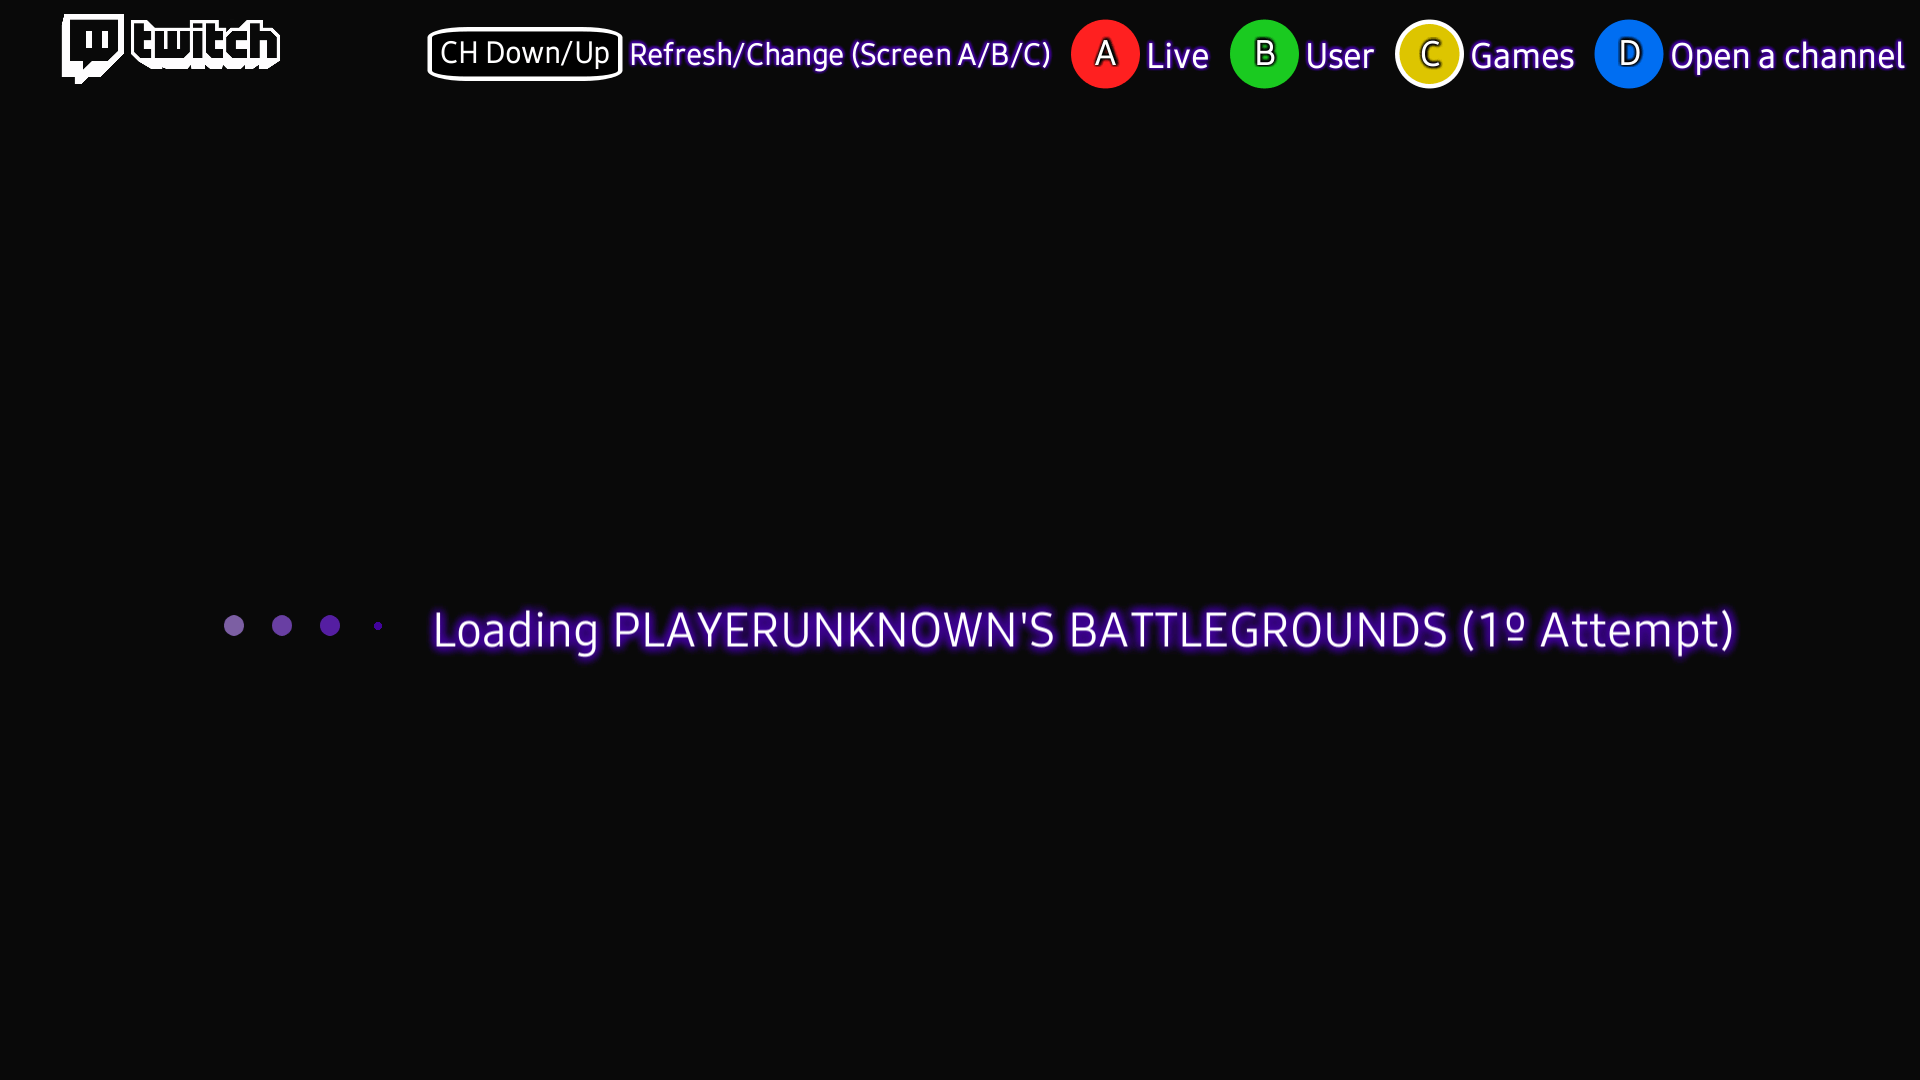 twitch
CH Down/Up Refresh/Change (Screen A/B/C) A Live B User C Games D Open a channel
Loading PLAYERUNKNOWN'S BATTLEGROUNDS (1º Attempt)